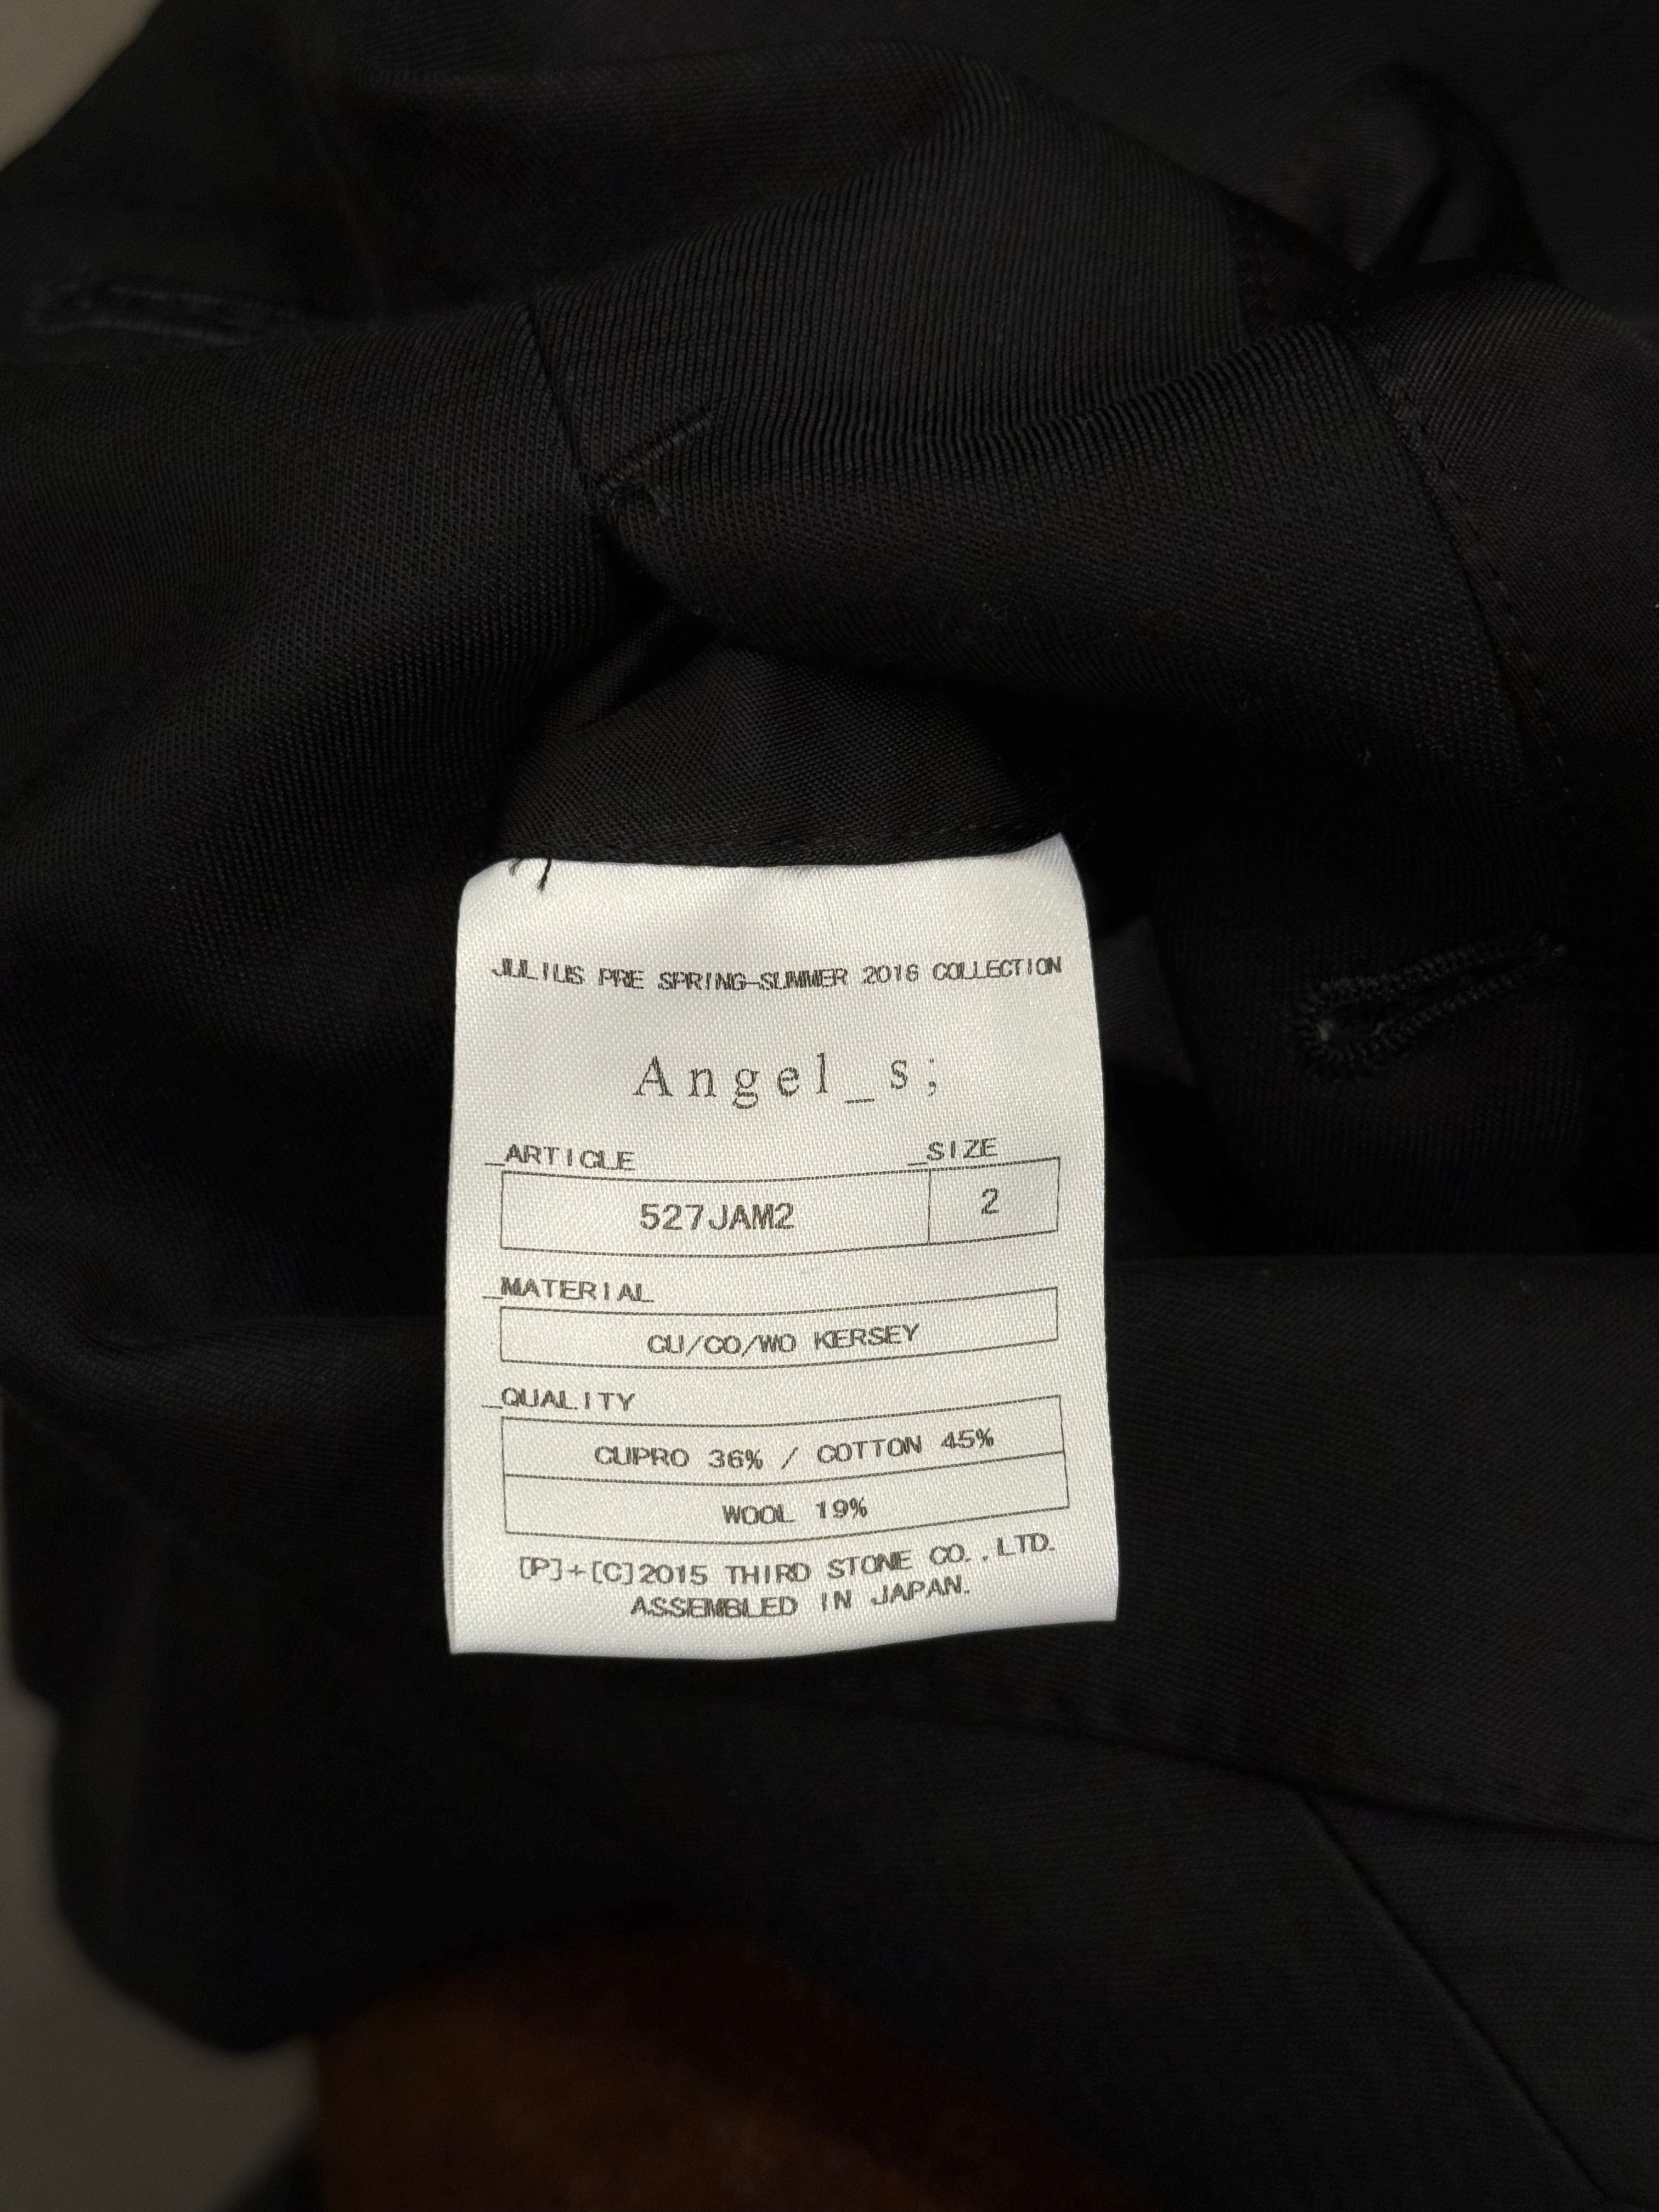 JULIUS PRE SPRING-SUMMER 2016 COLLECTION
Angel_s;
_ARTICLE _SIZE
527JAM2 2
_MATERIAL
CU/CO/WO KERSEY
_QUALITY
CUPRO 36% / COTTON 45%
WOOL 19%
[P]+[C]2015 THIRD STONE CO.,LTD.
ASSEMBLED IN JAPAN.